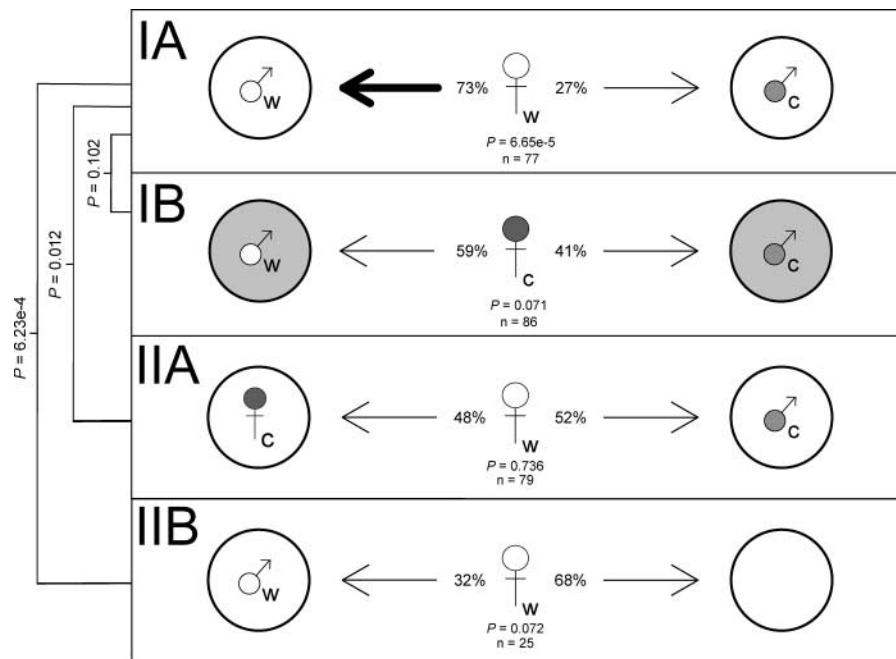 IA
W
73%
27%
W
P = 6.65e-5
n = 77
C
IB
W
59%
41%
C
P = 0.071
n = 86
C
IIA
C
48%
52%
W
P = 0.736
n = 79
C
IIB
W
32%
68%
W
P = 0.072
n = 25
P = 0.102
P = 0.012
P = 6.23e-4